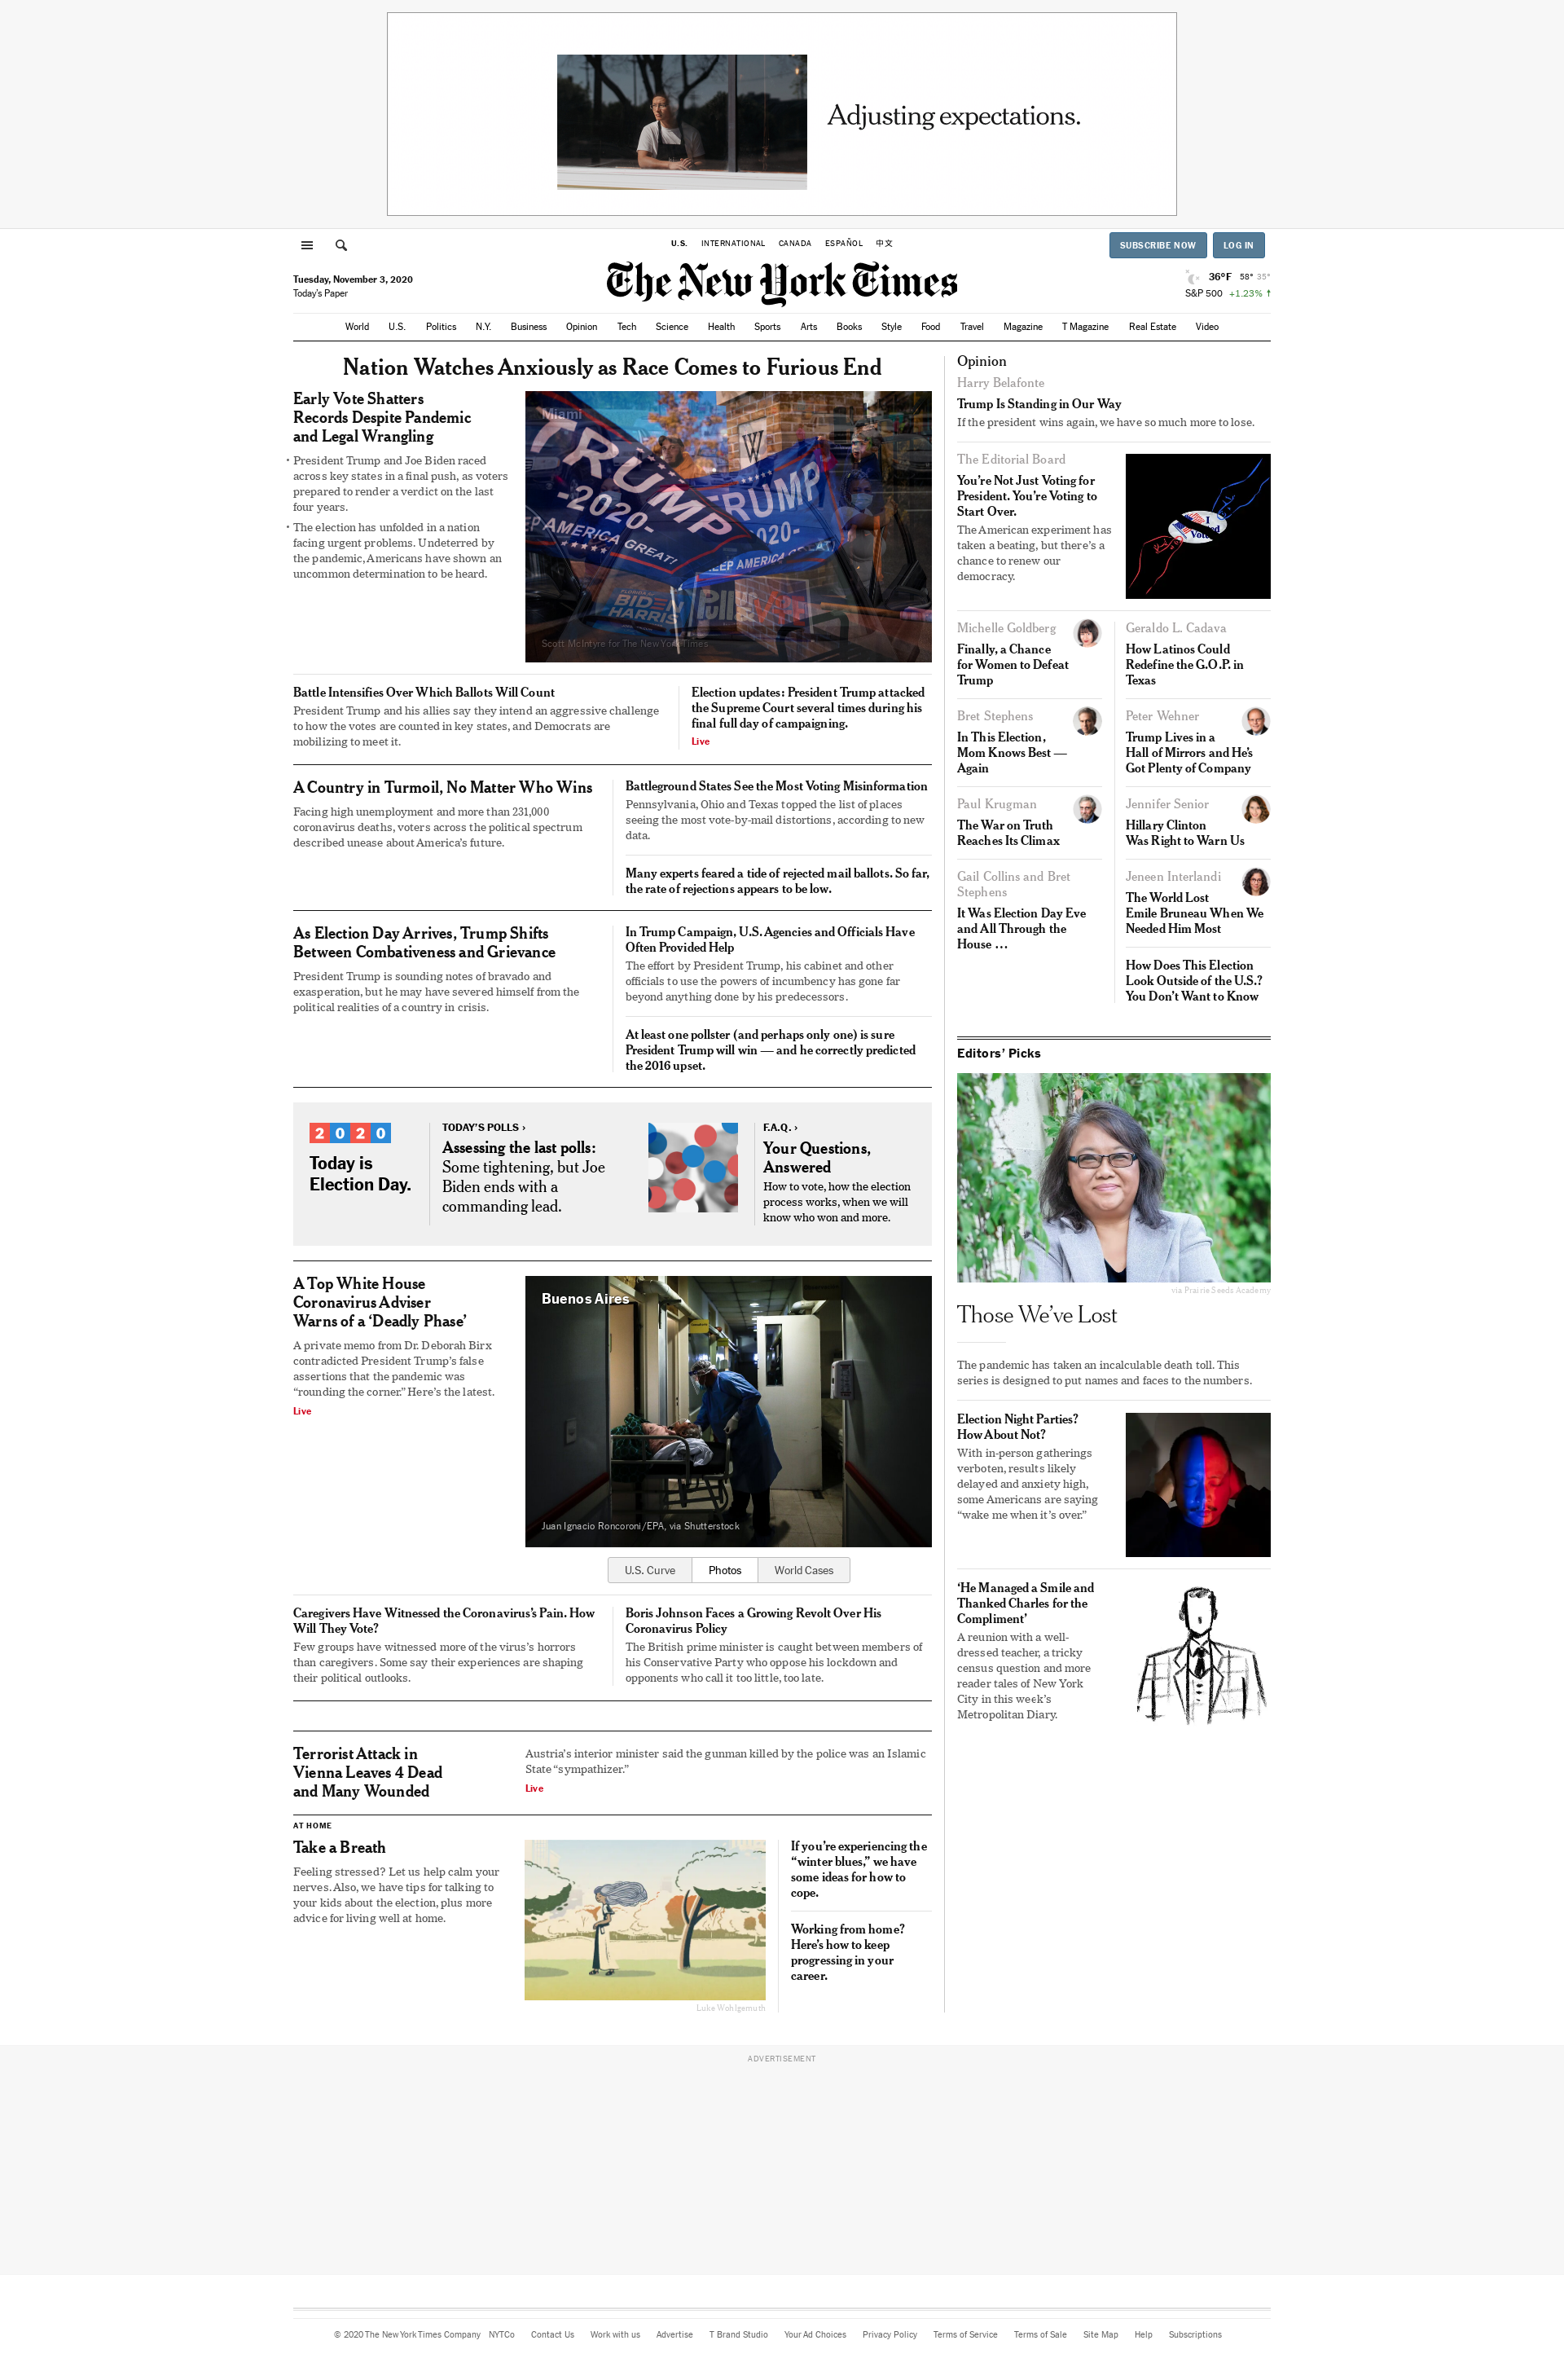 Adjusting expectations.
U.S. INTERNATIONAL CANADA ESPAÑOL 中文
SUBSCRIBE NOW LOG IN
Tuesday, November 3, 2020
Today's Paper
The New York Times
36°F 58° 35°
S&P 500 +1.23% ↑
World U.S. Politics N.Y. Business Opinion Tech Science Health Sports Arts Books Style Food Travel Magazine T Magazine Real Estate Video
Nation Watches Anxiously as Race Comes to Furious End
Early Vote Shatters
Records Despite Pandemic
and Legal Wrangling
• President Trump and Joe Biden raced
across key states in a final push, as voters
prepared to render a verdict on the last
four years.
• The election has unfolded in a nation
facing urgent problems. Undeterred by
the pandemic, Americans have shown an
uncommon determination to be heard.
Miami
TRUMP
-2020-
KEEP AMERICA GREAT!
TRUMP
2020
KEEP AMERICA GREAT!
BIDEN
HARRIS
Scott McIntyre for The New York Times
Battle Intensifies Over Which Ballots Will Count
President Trump and his allies say they intend an aggressive challenge
to how the votes are counted in key states, and Democrats are
mobilizing to meet it.
Election updates: President Trump attacked
the Supreme Court several times during his
final full day of campaigning.
Live
A Country in Turmoil, No Matter Who Wins
Facing high unemployment and more than 231,000
coronavirus deaths, voters across the political spectrum
described unease about America's future.
Battleground States See the Most Voting Misinformation
Pennsylvania, Ohio and Texas topped the list of places
seeing the most vote-by-mail distortions, according to new
data.
Many experts feared a tide of rejected mail ballots. So far,
the rate of rejections appears to be low.
As Election Day Arrives, Trump Shifts
Between Combativeness and Grievance
President Trump is sounding notes of bravado and
exasperation, but he may have severed himself from the
political realities of a country in crisis.
In Trump Campaign, U.S. Agencies and Officials Have
Often Provided Help
The effort by President Trump, his cabinet and other
officials to use the powers of incumbency has gone far
beyond anything done by his predecessors.
At least one pollster (and perhaps only one) is sure
President Trump will win — and he correctly predicted
the 2016 upset.
2020
Today is
Election Day.
TODAY'S POLLS ›
Assessing the last polls:
Some tightening, but Joe
Biden ends with a
commanding lead.
F.A.Q. ›
Your Questions,
Answered
How to vote, how the election
process works, when we will
know who won and more.
A Top White House
Coronavirus Adviser
Warns of a ‘Deadly Phase’
A private memo from Dr. Deborah Birx
contradicted President Trump's false
assertions that the pandemic was
“rounding the corner.” Here's the latest.
Live
Buenos Aires
Juan Ignacio Roncoroni/EPA, via Shutterstock
U.S. Curve Photos World Cases
Caregivers Have Witnessed the Coronavirus's Pain. How
Will They Vote?
Few groups have witnessed more of the virus's horrors
than caregivers. Some say their experiences are shaping
their political outlooks.
Boris Johnson Faces a Growing Revolt Over His
Coronavirus Policy
The British prime minister is caught between members of
his Conservative Party who oppose his lockdown and
opponents who call it too little, too late.
Terrorist Attack in
Vienna Leaves 4 Dead
and Many Wounded
Austria's interior minister said the gunman killed by the police was an Islamic
State “sympathizer.”
Live
AT HOME
Take a Breath
Feeling stressed? Let us help calm your
nerves. Also, we have tips for talking to
your kids about the election, plus more
advice for living well at home.
Luke Wohlgemuth
If you're experiencing the
“winter blues,” we have
some ideas for how to
cope.
Working from home?
Here's how to keep
progressing in your
career.
Opinion
Harry Belafonte
Trump Is Standing in Our Way
If the president wins again, we have so much more to lose.
The Editorial Board
You're Not Just Voting for
President. You're Voting to
Start Over.
The American experiment has
taken a beating, but there's a
chance to renew our
democracy.
I
Voted
Michelle Goldberg
Finally, a Chance
for Women to Defeat
Trump
Bret Stephens
In This Election,
Mom Knows Best —
Again
Paul Krugman
The War on Truth
Reaches Its Climax
Gail Collins and Bret
Stephens
It Was Election Day Eve
and All Through the
House …
Geraldo L. Cadava
How Latinos Could
Redefine the G.O.P. in
Texas
Peter Wehner
Trump Lives in a
Hall of Mirrors and He's
Got Plenty of Company
Jennifer Senior
Hillary Clinton
Was Right to Warn Us
Jeneen Interlandi
The World Lost
Emile Bruneau When We
Needed Him Most
How Does This Election
Look Outside of the U.S.?
You Don't Want to Know
Editors' Picks
via Prairie Seeds Academy
Those We've Lost
The pandemic has taken an incalculable death toll. This
series is designed to put names and faces to the numbers.
Election Night Parties?
How About Not?
With in-person gatherings
verboten, results likely
delayed and anxiety high,
some Americans are saying
“wake me when it's over.”
‘He Managed a Smile and
Thanked Charles for the
Compliment’
A reunion with a well-
dressed teacher, a tricky
census question and more
reader tales of New York
City in this week's
Metropolitan Diary.
ADVERTISEMENT
© 2020 The New York Times Company NYTCo Contact Us Work with us Advertise T Brand Studio Your Ad Choices Privacy Policy Terms of Service Terms of Sale Site Map Help Subscriptions